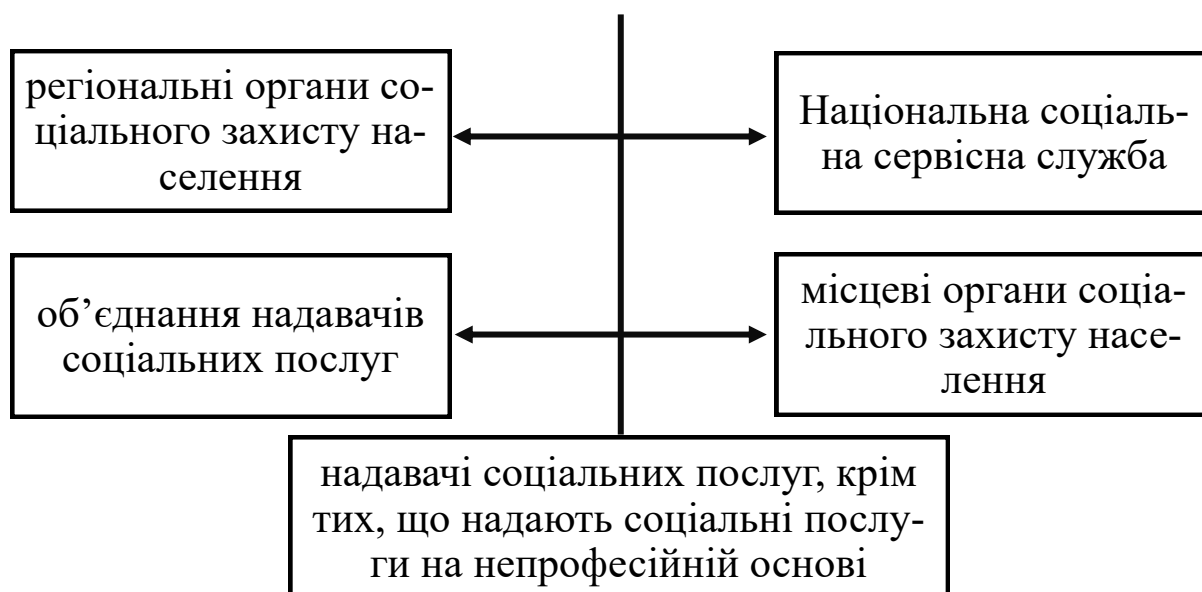 регіональні органи со-
ціального захисту на-
селення
Національна соціаль-
на сервісна служба
об’єднання надавачів
соціальних послуг
місцеві органи соціа-
льного захисту насе-
лення
надавачі соціальних послуг, крім
тих, що надають соціальні послу-
ги на непрофесійній основі